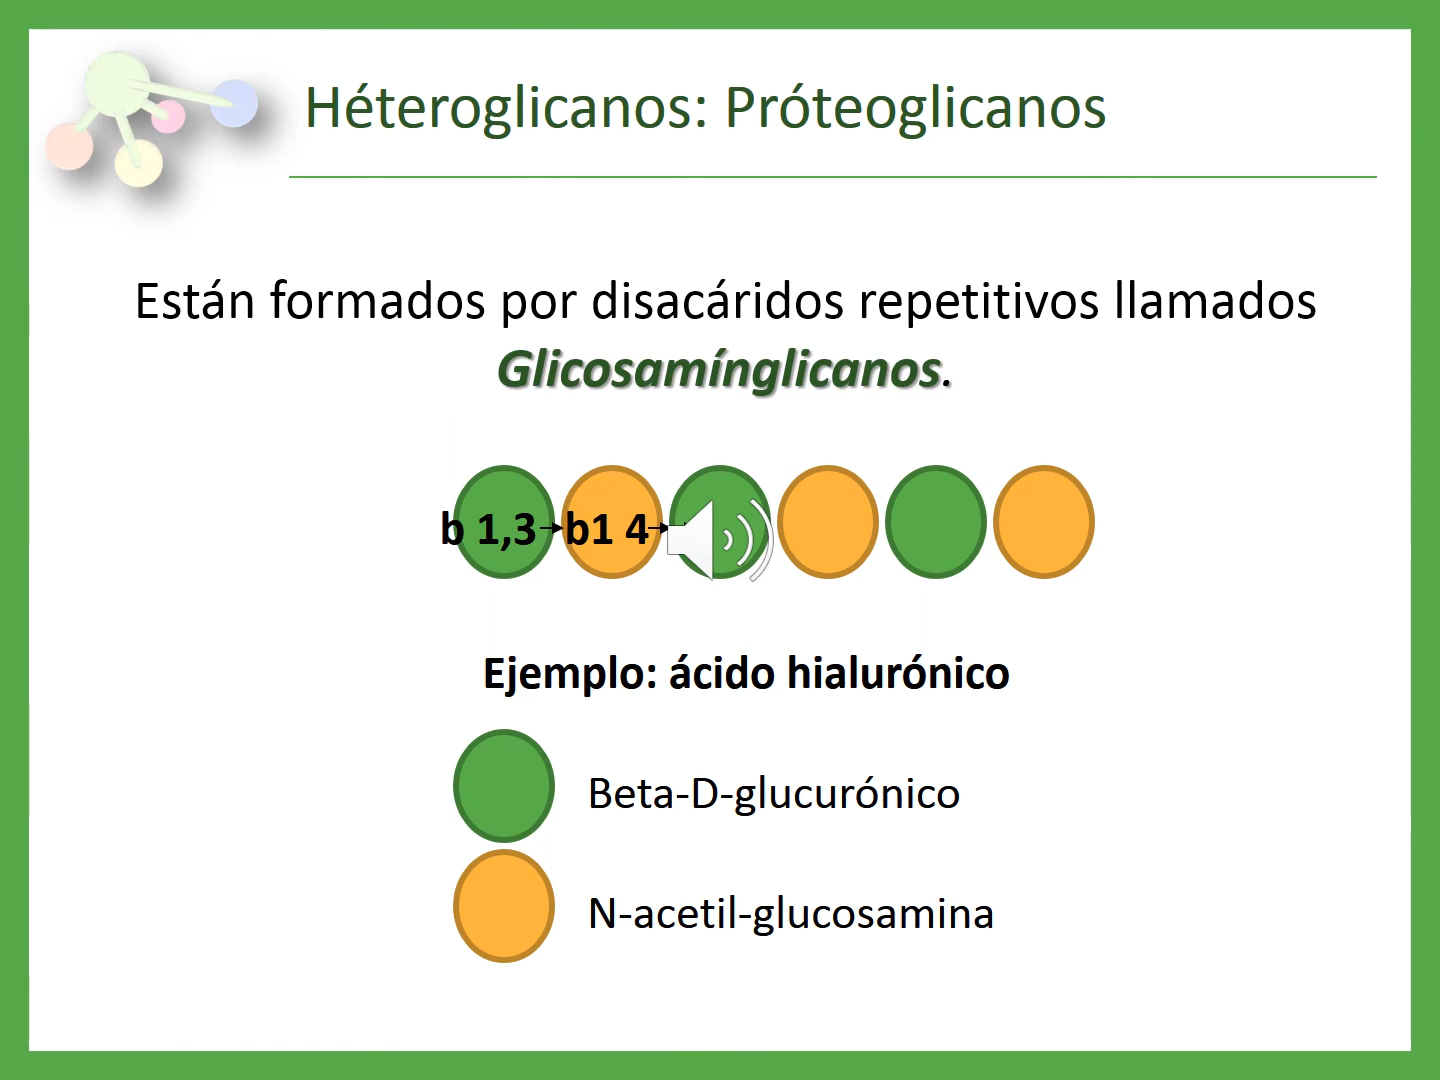 Héteroglicanos: Próteoglicanos
Están formados por disacáridos repetitivos llamados
Glicosamínglicanos.
b 1,3 b1 4
Ejemplo: ácido hialurónico
Beta-D-glucurónico
N-acetil-glucosamina